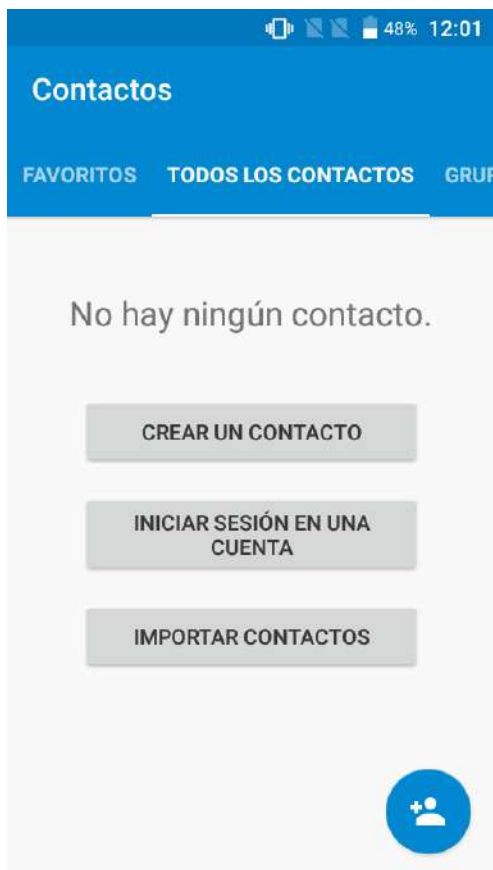 48% 12:01
Contactos
FAVORITOS TODOS LOS CONTACTOS GRUP
No hay ningún contacto.
CREAR UN CONTACTO
INICIAR SESIÓN EN UNA
CUENTA
IMPORTAR CONTACTOS